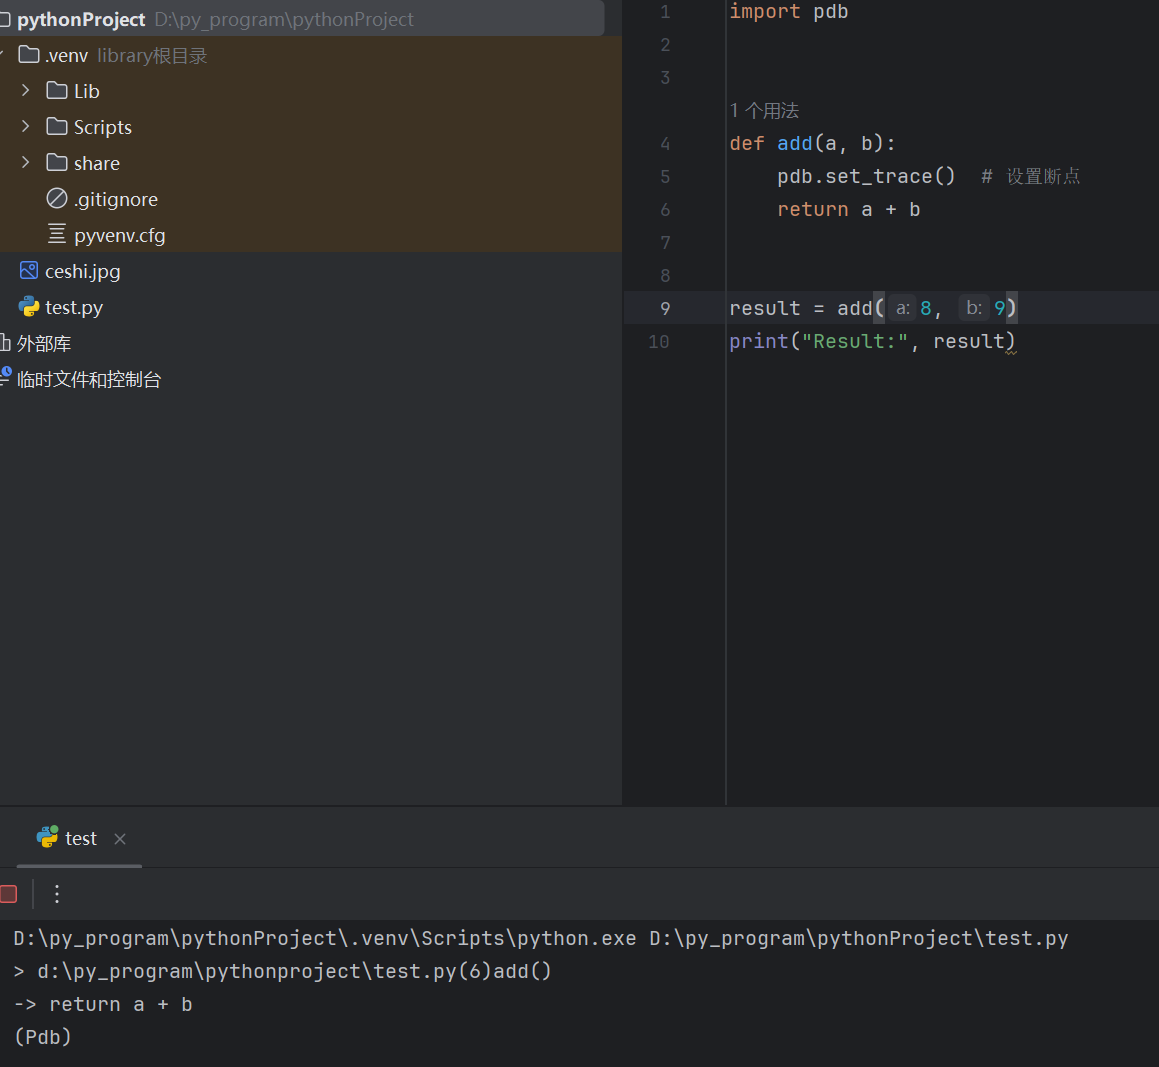 pythonProject D:\py_program\pythonProject
.venv library根目录
Lib
Scripts
share
.gitignore
pyvenv.cfg
ceshi.jpg
test.py
外部库
临时文件和控制台
1 import pdb
2
3
1 个用法
4 def add(a, b):
5     pdb.set_trace()  # 设置断点
6     return a + b
7
8
9 result = add( a: 8,  b: 9)
10 print("Result:", result)
test
D:\py_program\pythonProject\.venv\Scripts\python.exe D:\py_program\pythonProject\test.py
> d:\py_program\pythonproject\test.py(6)add()
-> return a + b
(Pdb)